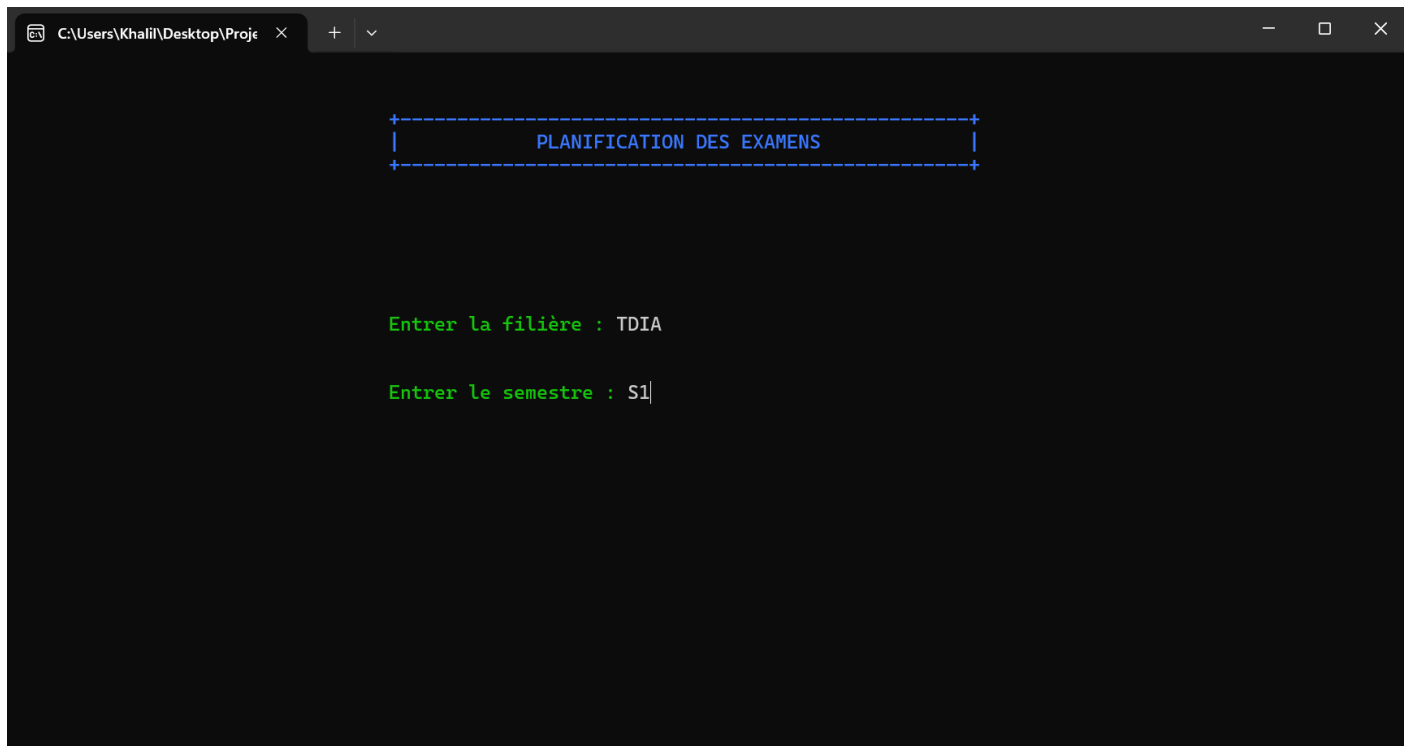 C:\Users\Khalil\Desktop\Proje
+--------------------------------------------------+
| PLANIFICATION DES EXAMENS |
+--------------------------------------------------+
Entrer la filière : TDIA
Entrer le semestre : S1